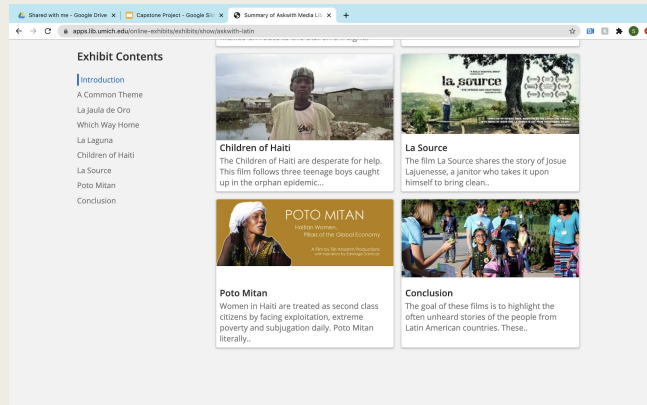 Shared with me - Google Drive
Capstone Project - Google Sli
Summary of Askwith Media Lib
apps.lib.umich.edu/online-exhibits/exhibits/show/askwith-latin
Exhibit Contents
Introduction
A Common Theme
La Jaula de Oro
Which Way Home
La Laguna
Children of Haiti
La Source
Poto Mitan
Conclusion
Children of Haiti
The Children of Haiti are desperate for help.
This film follows three teenage boys caught
up in the orphan epidemic...
la source
La Source
The film La Source shares the story of Josue
Lajuenesse, a janitor who takes it upon
himself to bring clean..
POTO MITAN
Haitian Women,
Pillars of the Global Economy
Poto Mitan
Women in Haiti are treated as second class
citizens by facing exploitation, extreme
poverty and subjugation daily. Poto Mitan
literally..
Conclusion
The goal of these films is to highlight the
often unheard stories of the people from
Latin American countries. These..